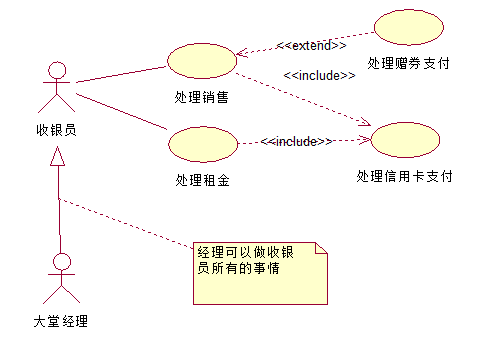 <<extend>>
处理赠券支付
<<include>>
处理销售
收银员
<<include>>
处理租金
处理信用卡支付
经理可以做收银
员所有的事情
大堂经理